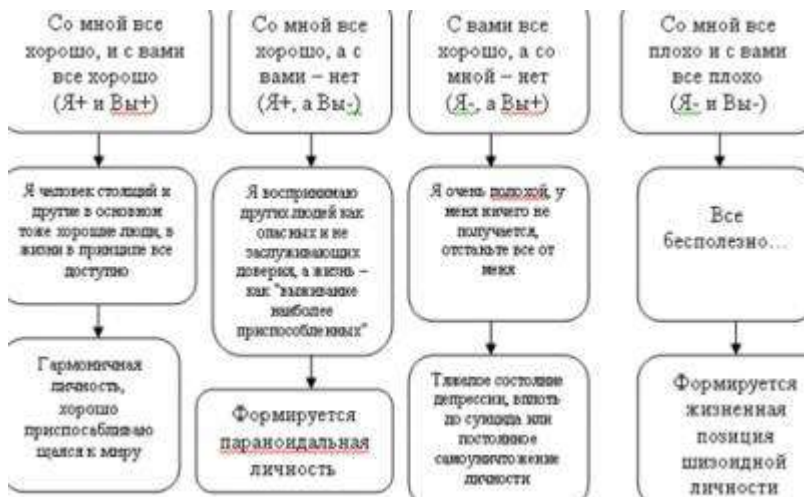 Со мной все
хорошо, и с вами
все хорошо
(Я+ и Вы+)
Со мной все
хорошо, а с
вами – нет
(Я+, а Вы-)
С вами все
хорошо, а со
мной – нет
(Я-, а Вы+)
Со мной все
плохо и с вами
все плохо
(Я- и Вы-)
Я человек стоящий и
другие в основном
тоже хорошие люди, в
жизни в принципе все
доступно
Я воспринимаю
других людей как
опасных и не
заслуживающих
доверия, а жизнь –
как "выживание
наиболее
приспособленных"
Я очень полохой, у
меня ничего не
получается,
отстаньте все от
меня
Все
бесполезно...
Гармоничная
личность,
хорошо
приспосабливаю
щаяся к миру
Формируется
параноидальная
личность
Тяжелое состояние
депрессии, вплоть
до суицида или
постоянное
самоуничтожение
личности
Формируется
жизненная
позиция
шизоидной
личности